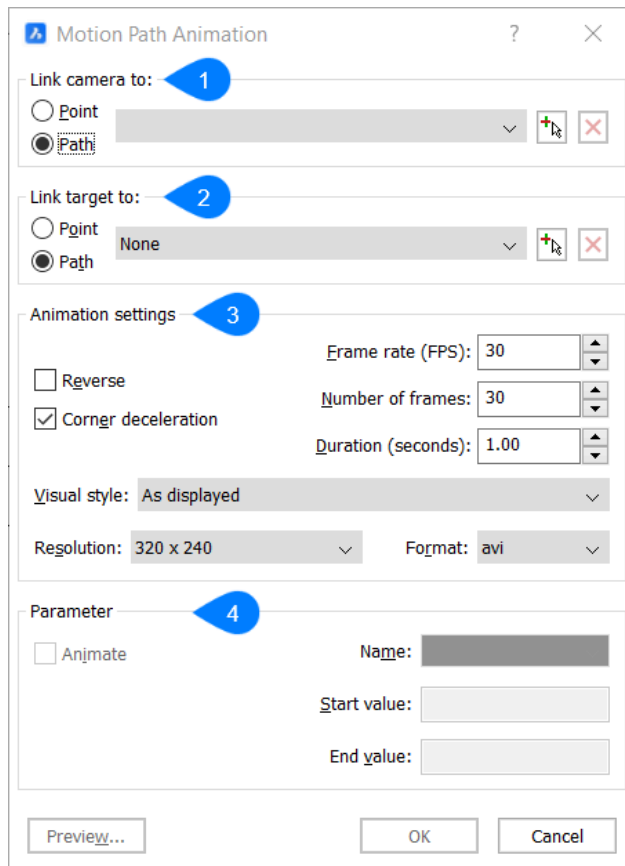 Motion Path Animation ?
Link camera to: 1
Point
Path
Link target to: 2
Point
None
Path
Animation settings 3
Frame rate (FPS): 30
Reverse
Number of frames: 30
Corner deceleration
Duration (seconds): 1.00
Visual style: As displayed
Resolution: 320 x 240 Format: avi
Parameter 4
Animate Name:
Start value:
End value:
Preview... OK Cancel